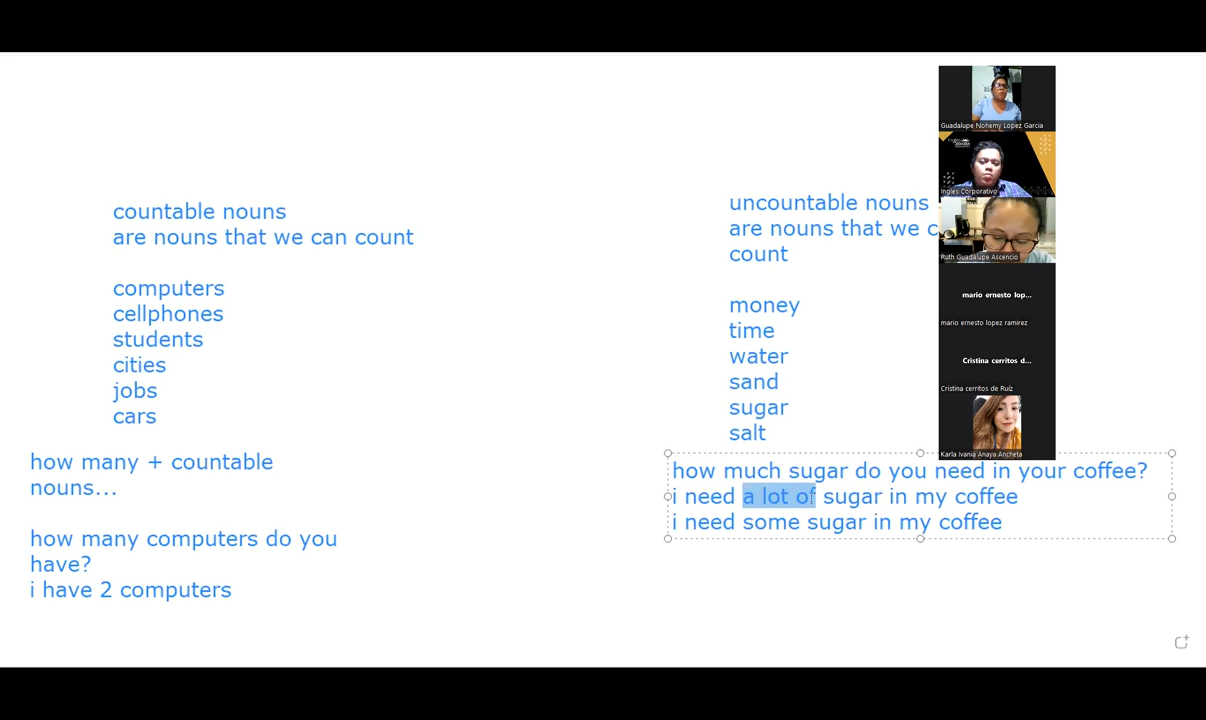 countable nouns
are nouns that we can count
computers
cellphones
students
cities
jobs
cars
how many + countable
nouns...
how many computers do you
have?
i have 2 computers
uncountable nouns
are nouns that we c
count
money
time
water
sand
sugar
salt
how much sugar do you need in your coffee?
i need a lot of sugar in my coffee
i need some sugar in my coffee
Guadalupe Nohemy Lopez Garcia
Ingles Corporativo
Ruth Guadalupe Ascencio
mario ernesto lop...
mario ernesto lopez ramirez
Cristina cerritos d...
Cristina cerritos de Ruíz
Karla Ivania Anaya Ancheta